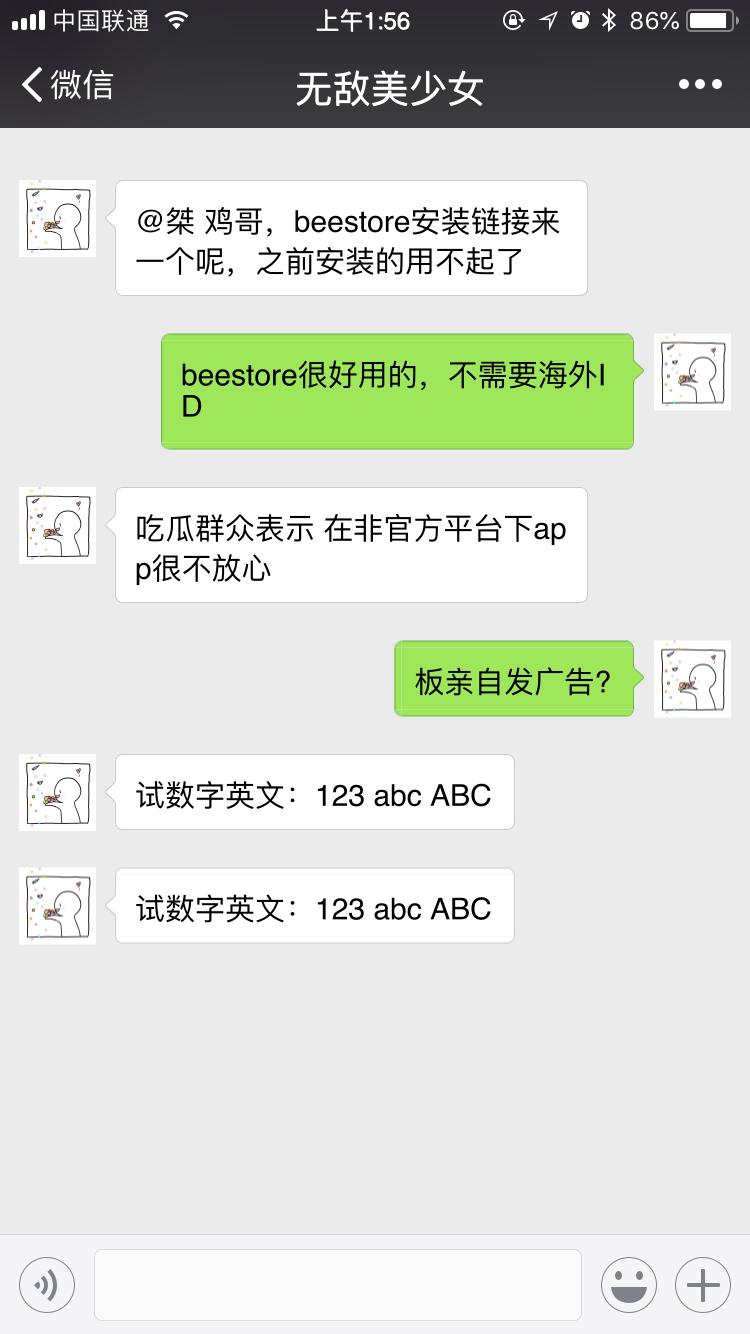 中国联通 上午1:56 86%
微信 无敌美少女
@桀 鸡哥，beestore安装链接来
一个呢，之前安装的用不起了
beestore很好用的，不需要海外I
D
吃瓜群众表示 在非官方平台下ap
p很不放心
板亲自发广告?
试数字英文：123 abc ABC
试数字英文：123 abc ABC